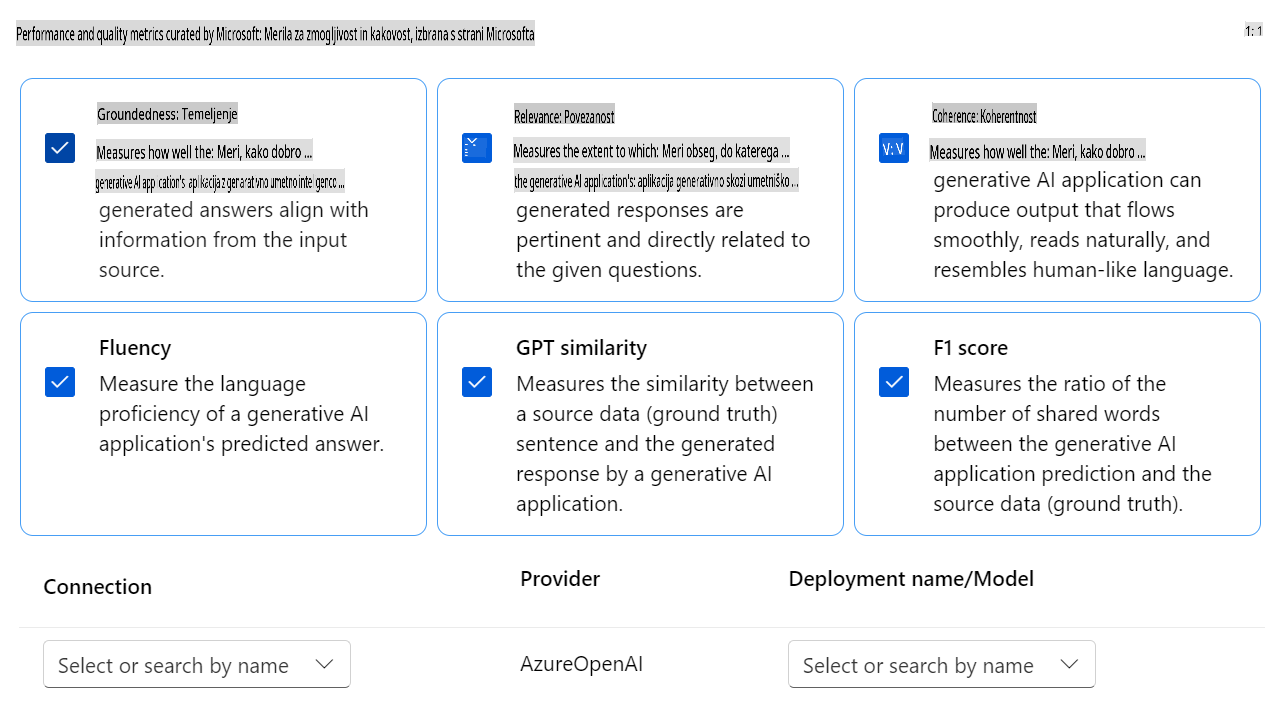 Performance and quality metrics curated by Microsoft: Merila za zmogljivost in kakovost, izbrana s strani Microsofta
1: 1
Groundedness: Temeljenje
Measures how well the: Meri, kako dobro ...
generative AI application's: aplikacija z generativno umetno inteligenco ...
generated answers align with
information from the input
source.
Relevance: Povezanost
Measures the extent to which: Meri obseg, do katerega ...
the generative AI application's: aplikacija generativno skozi umetniško ...
generated responses are
pertinent and directly related to
the given questions.
V: V
Coherence: Koherentnost
Measures how well the: Meri, kako dobro ...
generative AI application can
produce output that flows
smoothly, reads naturally, and
resembles human-like language.
Fluency
Measure the language
proficiency of a generative AI
application's predicted answer.
GPT similarity
Measures the similarity between
a source data (ground truth)
sentence and the generated
response by a generative AI
application.
F1 score
Measures the ratio of the
number of shared words
between the generative AI
application prediction and the
source data (ground truth).
Connection
Provider
Deployment name/Model
Select or search by name
AzureOpenAI
Select or search by name